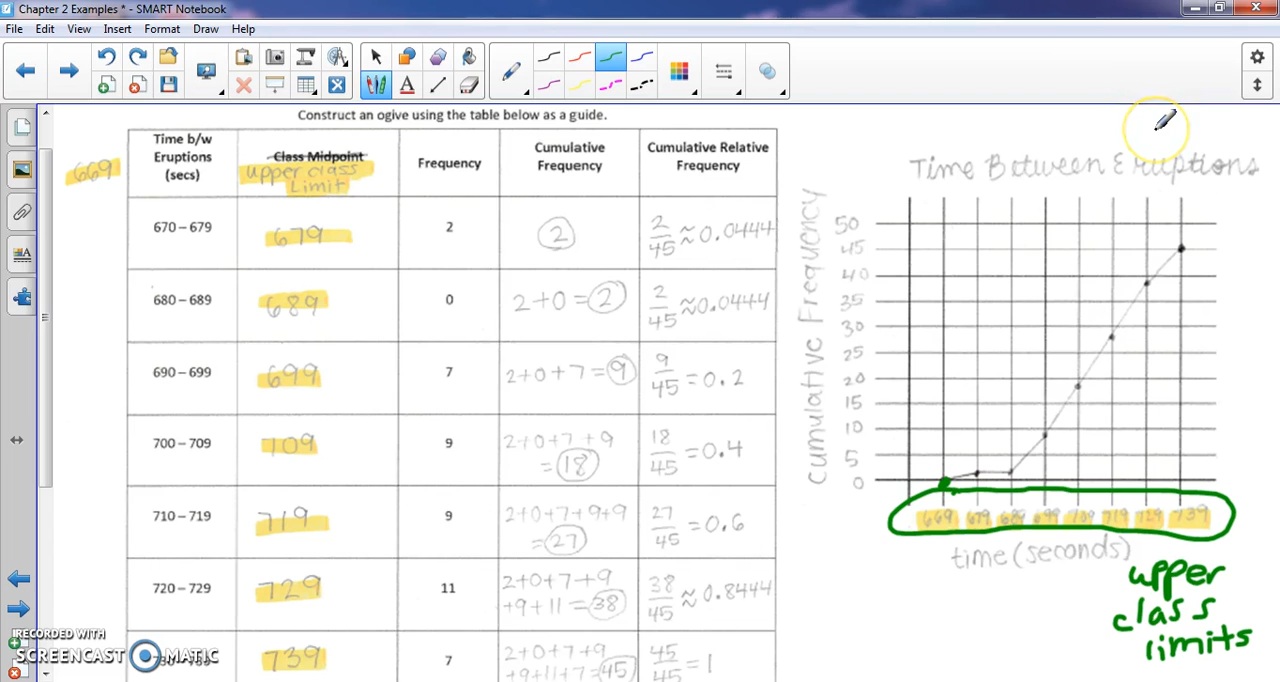 Chapter 2 Examples * - SMART Notebook
File Edit View Insert Format Draw Help
Construct an ogive using the table below as a guide.
669
Time b/w Eruptions (secs)
Class Midpoint
upper class Limit
Frequency
Cumulative Frequency
Cumulative Relative Frequency
670 – 679 679 2 2 2/45 ≈ 0.0444
680 – 689 689 0 2+0=2 2/45 ≈ 0.0444
690 – 699 699 7 2+0+7=9 9/45 = 0.2
700 – 709 709 9 2+0+7+9 =18 18/45 = 0.4
710 – 719 719 9 2+0+7+9+9 =27 27/45 = 0.6
720 – 729 729 11 2+0+7+9 +9+11=38 38/45 ≈ 0.8444
739 7 2+0+7+9 +9+11+7=45 45/45 = 1
Time Between Eruptions
Cumulative Frequency
50
45
40
35
30
25
20
15
10
5
0
669 679 689 699 709 719 729 739
time (seconds)
upper
class
limits
RECORDED WITH
SCREENCAST MATIC